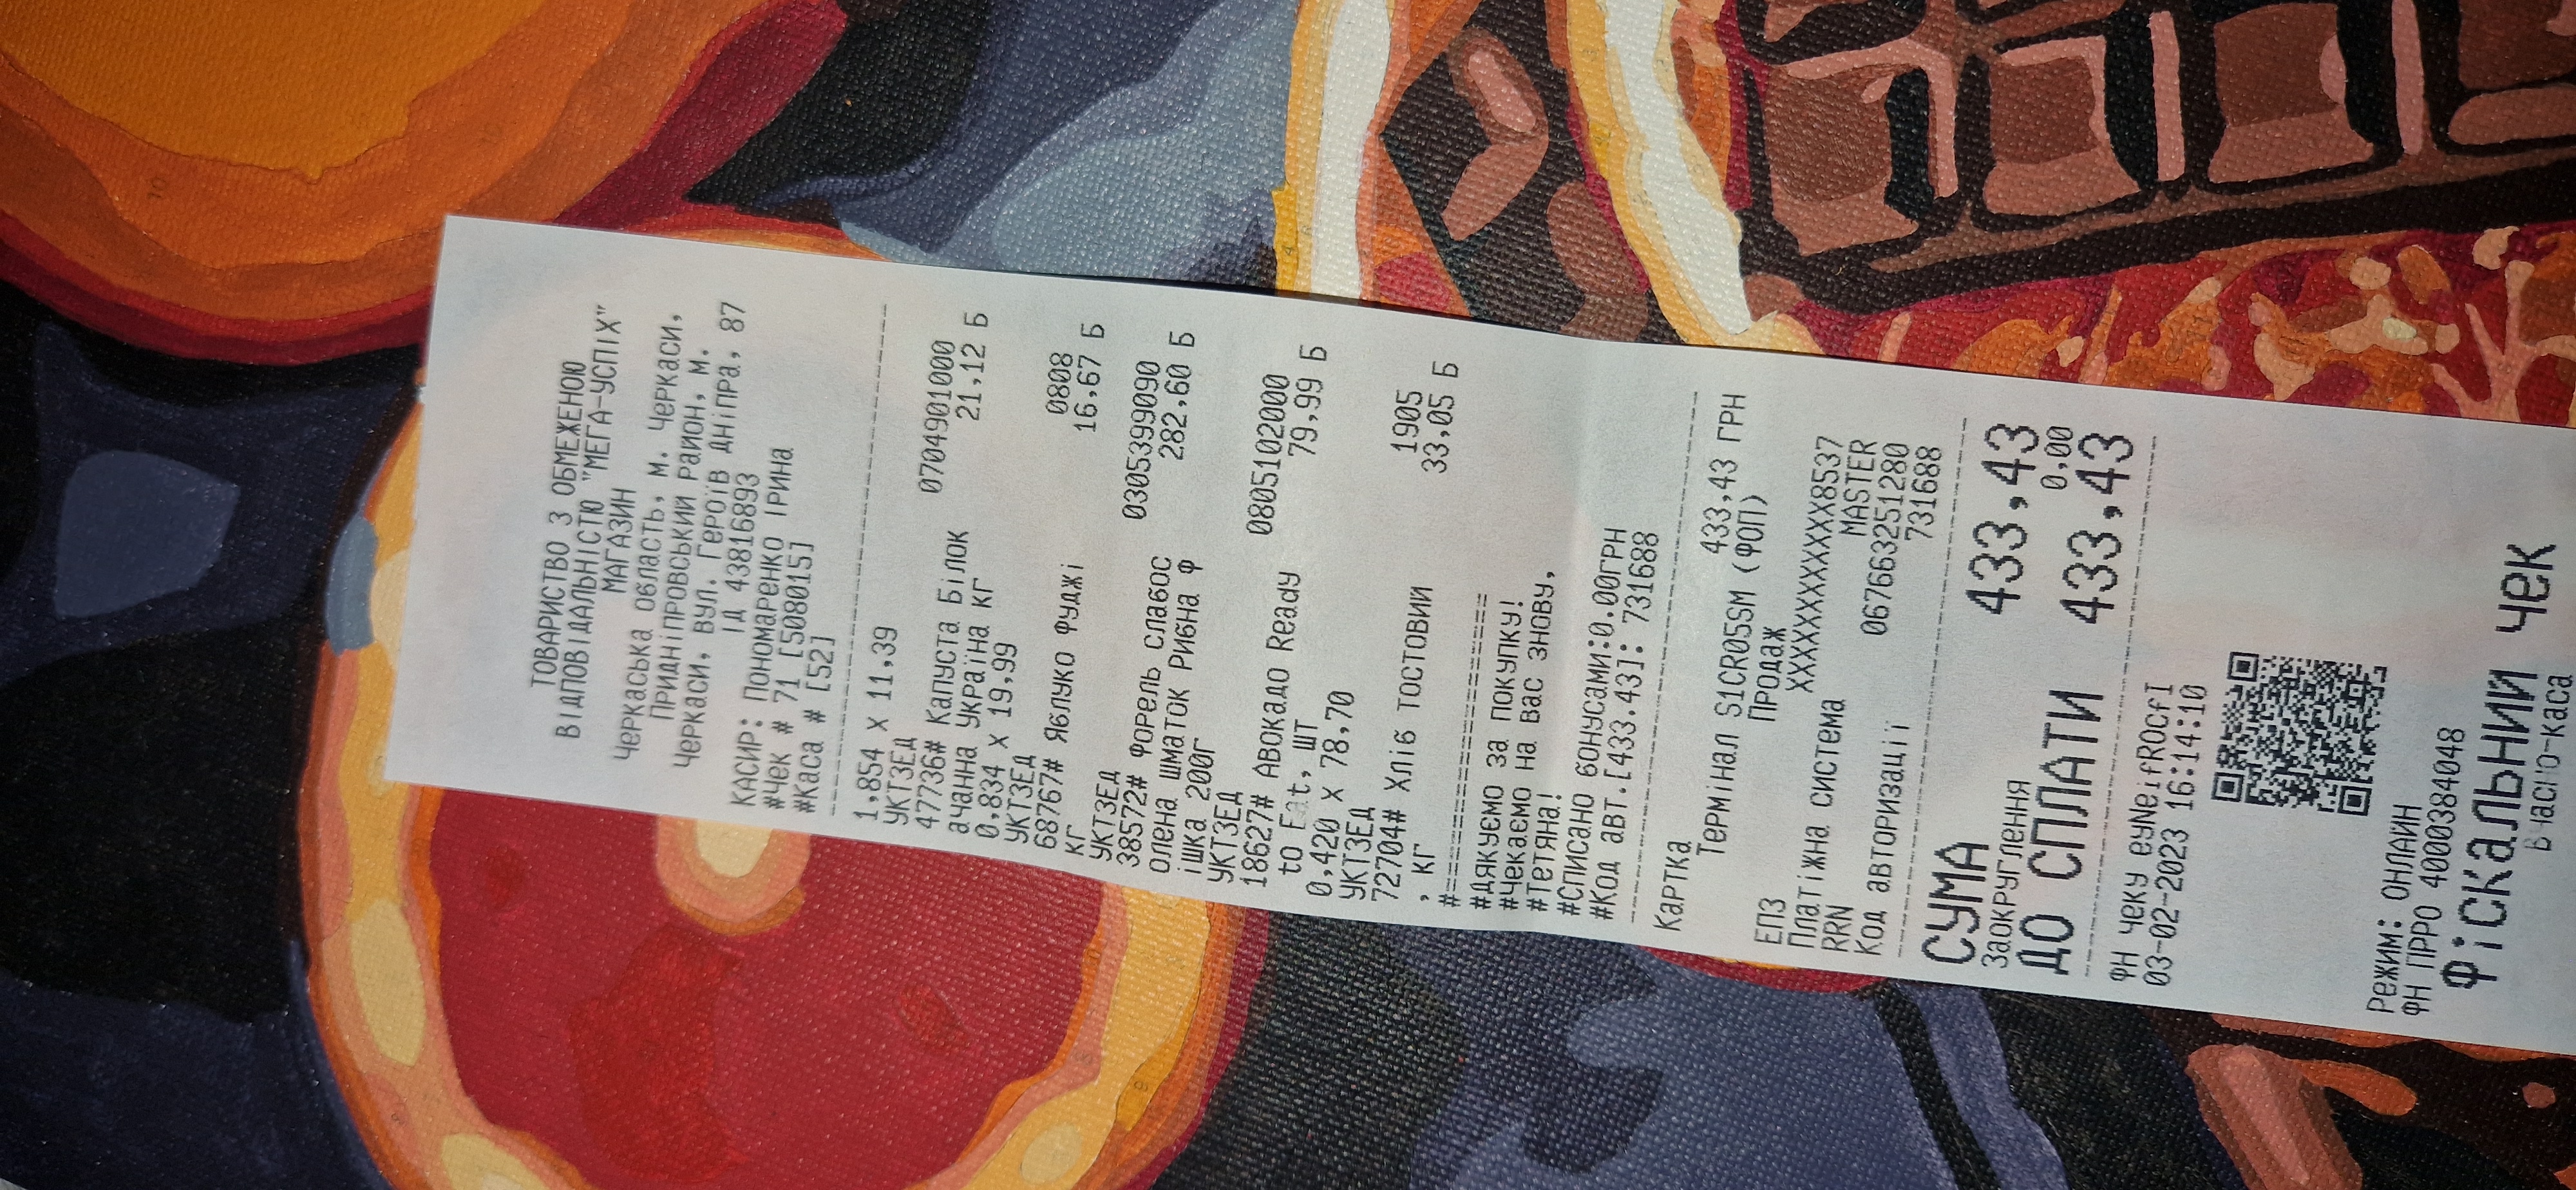 ТОВАРИСТВО З ОБМЕЖЕНОЮ
ВІДПОВІДАЛЬНІСТЮ "МЕГА-УСПІХ"
МАГАЗИН
Черкаська область, м. Черкаси,
Придніпровський район, м.
Черкаси, вул. Героїв Дніпра, 87
ІД 43816893
КАСИР: Пономаренко Ірина
#Чек # 71 [508015]
#Каса # [52]
1,854 X 11,39
УКТЗЕД 0704901000
47736# Капуста Білок 21,12 Б
ачанна Україна кг
0,834 X 19,99
УКТЗЕД 0808
68767# Яблуко Фуджі 16,67 Б
кг
УКТЗЕД 0305399090
38572# Форель Слабос 282,60 Б
олена шматок Рибна Ф
ішка 200г
УКТЗЕД 0805102000
18627# Авокадо Ready 79,99 Б
to Eat, шт
0,420 X 78,70
УКТЗЕД 1905
72704# Хліб Тостовий 33,05 Б
, кг
#====================
#Дякуємо за покупку!
#Чекаємо на Вас знову,
#Тетяна!
#Списано бонусами:0.00грн
#Код авт.[433.43]: 731688
Картка 433,43 ГРН
Термінал S1CR05SM (ФОП)
Продаж
ЕПЗ XXXXXXXXXXXX8537
Платіжна система MASTER
RRN 067663251280
Код авторизації 731688
СУМА 433,43
Заокруглення 0,00
ДО СПЛАТИ 433,43
ФН чеку eyNeifRocfI
03-02-2023 16:14:10
Режим: ОНЛАЙН
ФН ПРРО 4000384048
Фіскальний чек
Вчасно-каса